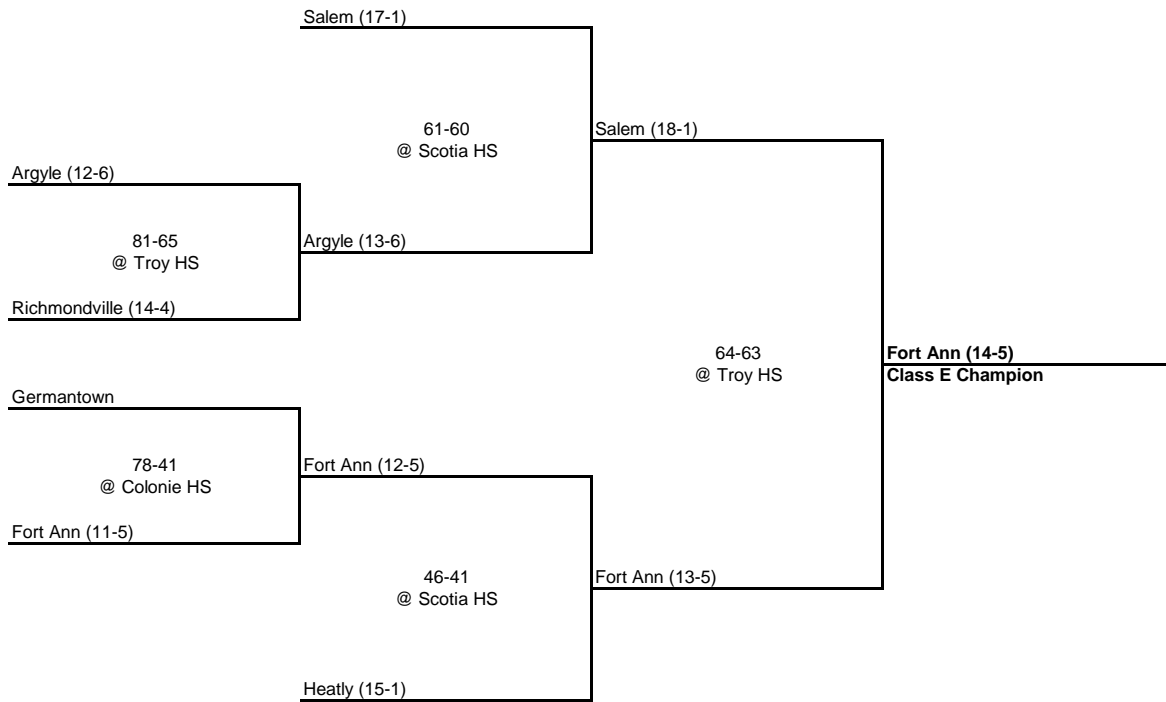 Salem (17-1)
61-60
@ Scotia HS
Salem (18-1)
Argyle (12-6)
81-65
@ Troy HS
Argyle (13-6)
Richmondville (14-4)
64-63
@ Troy HS
Fort Ann (14-5)
Class E Champion
Germantown
78-41
@ Colonie HS
Fort Ann (12-5)
Fort Ann (11-5)
46-41
@ Scotia HS
Fort Ann (13-5)
Heatly (15-1)